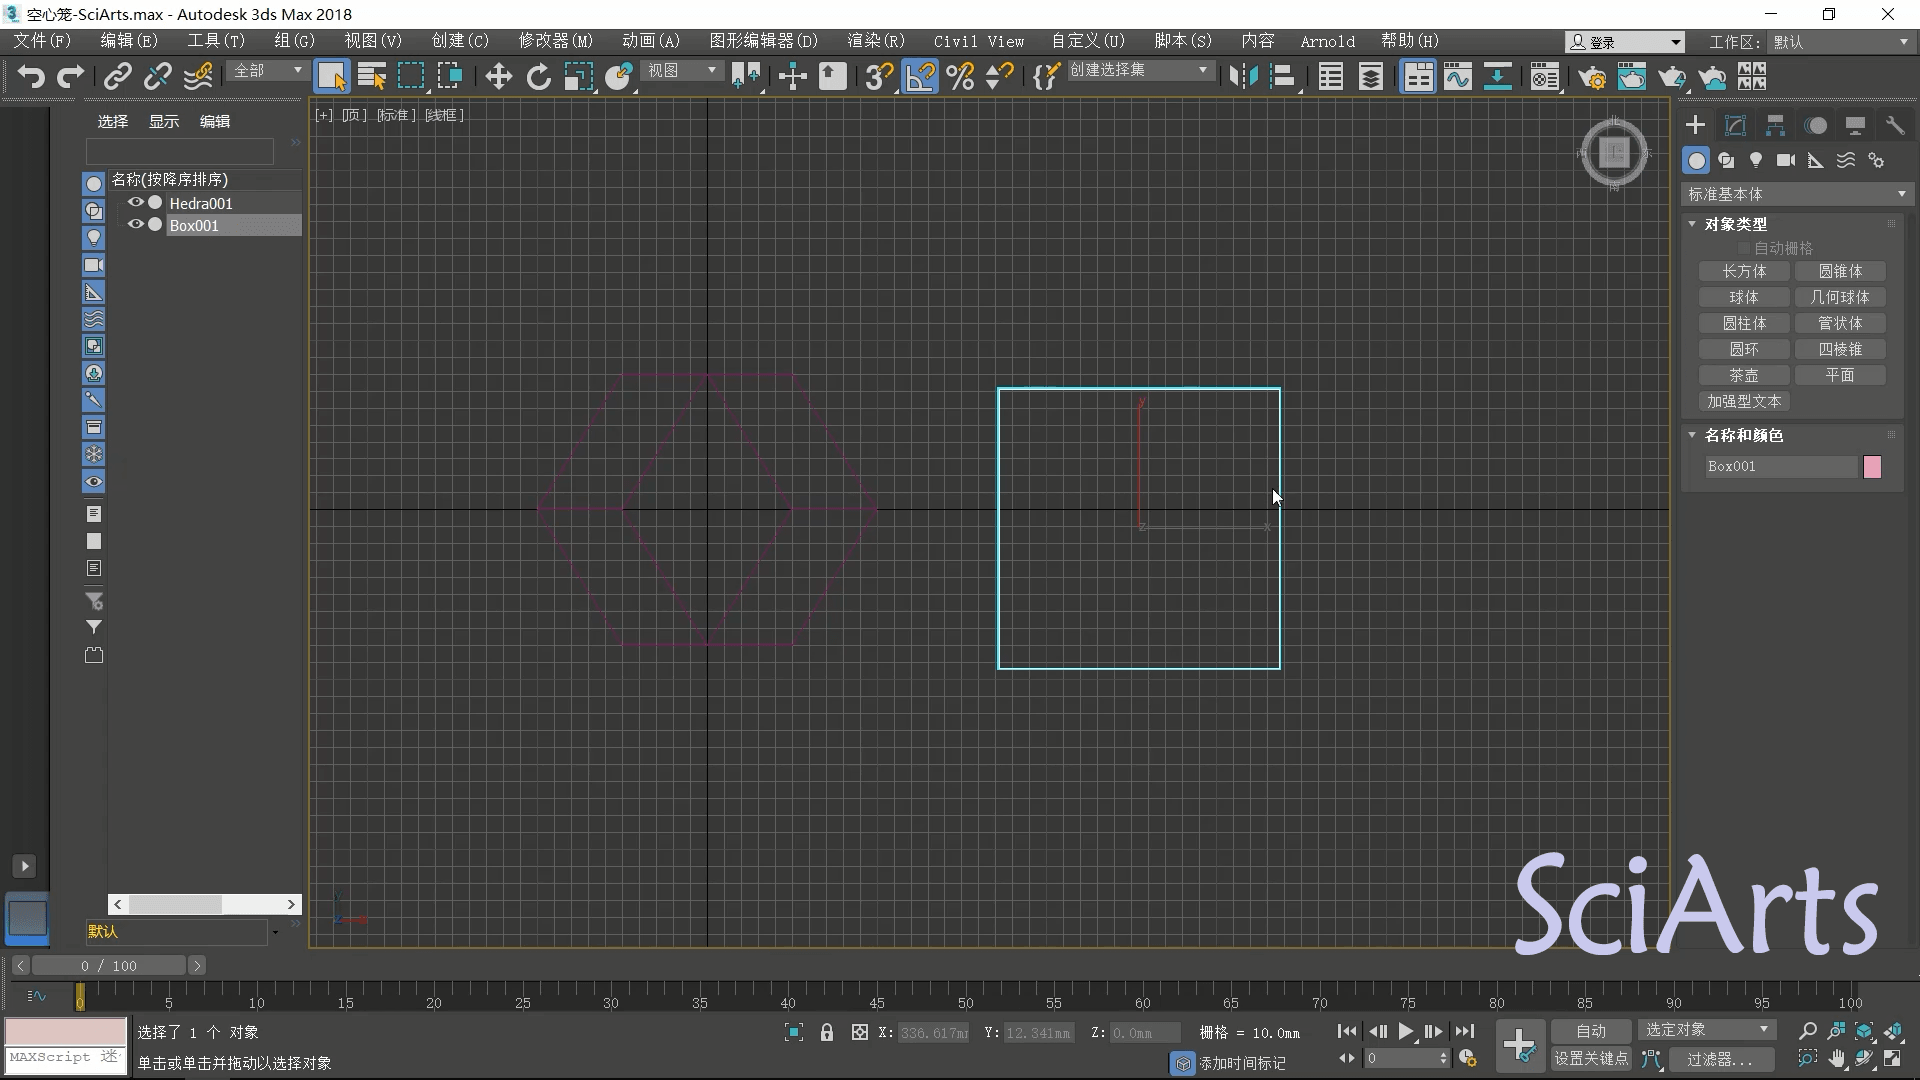 空心笼-SciArts.max - Autodesk 3ds Max 2018
文件(F) 编辑(E) 工具(T) 组(G) 视图(V) 创建(C) 修改器(M) 动画(A) 图形编辑器(D) 渲染(R) Civil View 自定义(U) 脚本(S) 内容 Arnold 帮助(H) 登录 工作区: 默认
全部 视图 创建选择集
选择 显示 编辑
[+] [顶] [标准] [线框]
名称(按降序排序)
Hedra001
Box001
北
西 上 东
南
标准基本体
对象类型
自动栅格
长方体 圆锥体
球体 几何球体
圆柱体 管状体
圆环 四棱锥
茶壶 平面
加强型文本
名称和颜色
Box001
y
z x
SciArts
默认
0 / 100
0 5 10 15 20 25 30 35 40 45 50 55 60 65 70 75 80 85 90 95 100
选择了 1 个 对象 X: 336.617m Y: 12.341mm Z: 0.0mm 栅格 = 10.0mm 自动 选定对象
MAXScript 迷 单击或单击并拖动以选择对象 添加时间标记 0 设置关键点 过滤器...